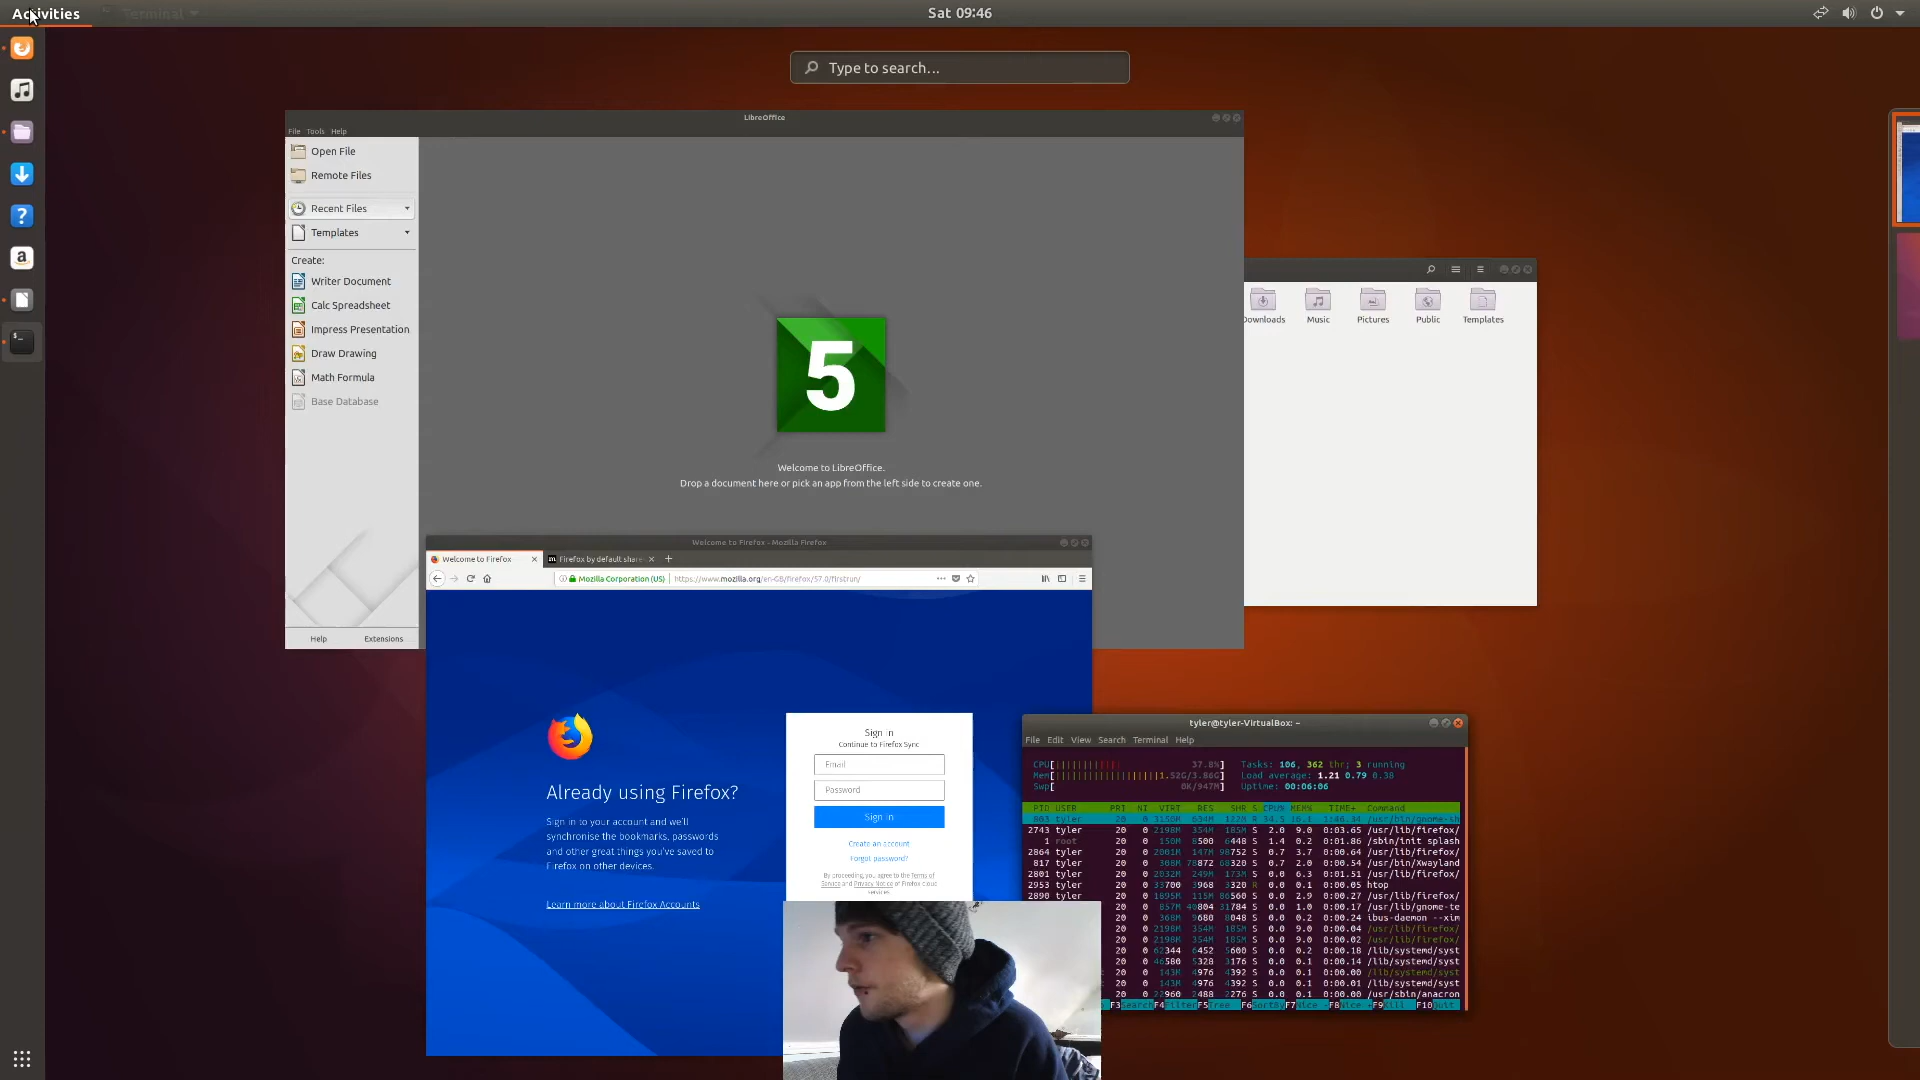 Activities
Terminal
Sat 09:46
Type to search...
LibreOffice
File Tools Help
Open File
Remote Files
Recent Files
Templates
Create:
Writer Document
Calc Spreadsheet
Impress Presentation
Draw Drawing
Math Formula
Base Database
5
Welcome to LibreOffice.
Drop a document here or pick an app from the left side to create one.
Help Extensions
Downloads Music Pictures Public Templates
Welcome to Firefox - Mozilla Firefox
Welcome to Firefox
Firefox by default share
Mozilla Corporation (US) https://www.mozilla.org/en-GB/firefox/57.0/firstrun/
Already using Firefox?
Sign in to your account and we'll
synchronise the bookmarks, passwords
and other great things you've saved to
Firefox on other devices.
Learn more about Firefox Accounts
Sign in
Continue to Firefox Sync
Email
Password
Sign in
Create an account
Forgot password?
By proceeding, you agree to the Terms of
Service and Privacy Notice of Firefox cloud
services
tyler@tyler-VirtualBox: ~
File Edit View Search Terminal Help
CPU[ 37.8%] Tasks: 106, 362 thr; 3 running
Mem[ 1.52G/3.86G] Load average: 1.21 0.79 0.38
Swp[ 0K/947M] Uptime: 00:06:06
PID USER PRI NI VIRT RES SHR S CPU% MEM% TIME+ Command
2743 tyler 20 0 2198M 354M 185M S 2.0 9.0 0:03.65 /usr/lib/firefox/
1 root 20 0 150M 8500 6448 S 1.4 0.2 0:01.86 /sbin/init splash
2864 tyler 20 0 2001M 147M 98752 S 0.7 3.7 0:00.64 /usr/lib/firefox/
817 tyler 20 0 308M 78872 68320 S 0.7 2.0 0:00.54 /usr/bin/Xwayland
2801 tyler 20 0 2032M 249M 173M S 0.0 6.3 0:01.51 /usr/lib/firefox/
2953 tyler 20 0 33700 3968 3320 R 0.0 0.1 0:00.05 htop
2890 tyler 20 0 1895M 115M 86560 S 0.0 2.9 0:00.27 /usr/lib/firefox/
20 0 857M 40804 31784 S 0.0 1.0 0:00.17 /usr/lib/gnome-te
20 0 368M 9680 8048 S 0.0 0.2 0:00.24 ibus-daemon --xim
20 0 2198M 354M 185M S 0.0 9.0 0:00.04 /usr/lib/firefox/
20 0 2198M 354M 185M S 0.0 9.0 0:00.02 /usr/lib/firefox/
20 0 62344 6452 5600 S 0.0 0.2 0:00.18 /lib/systemd/syst
20 0 46580 5328 3176 S 0.0 0.1 0:00.14 /lib/systemd/syst
20 0 143M 4976 4392 S 0.0 0.1 0:00.00 /lib/systemd/syst
20 0 143M 4976 4392 S 0.0 0.1 0:00.01 /lib/systemd/syst
20 0 22960 2488 2276 S 0.0 0.1 0:00.00 /usr/sbin/anacron